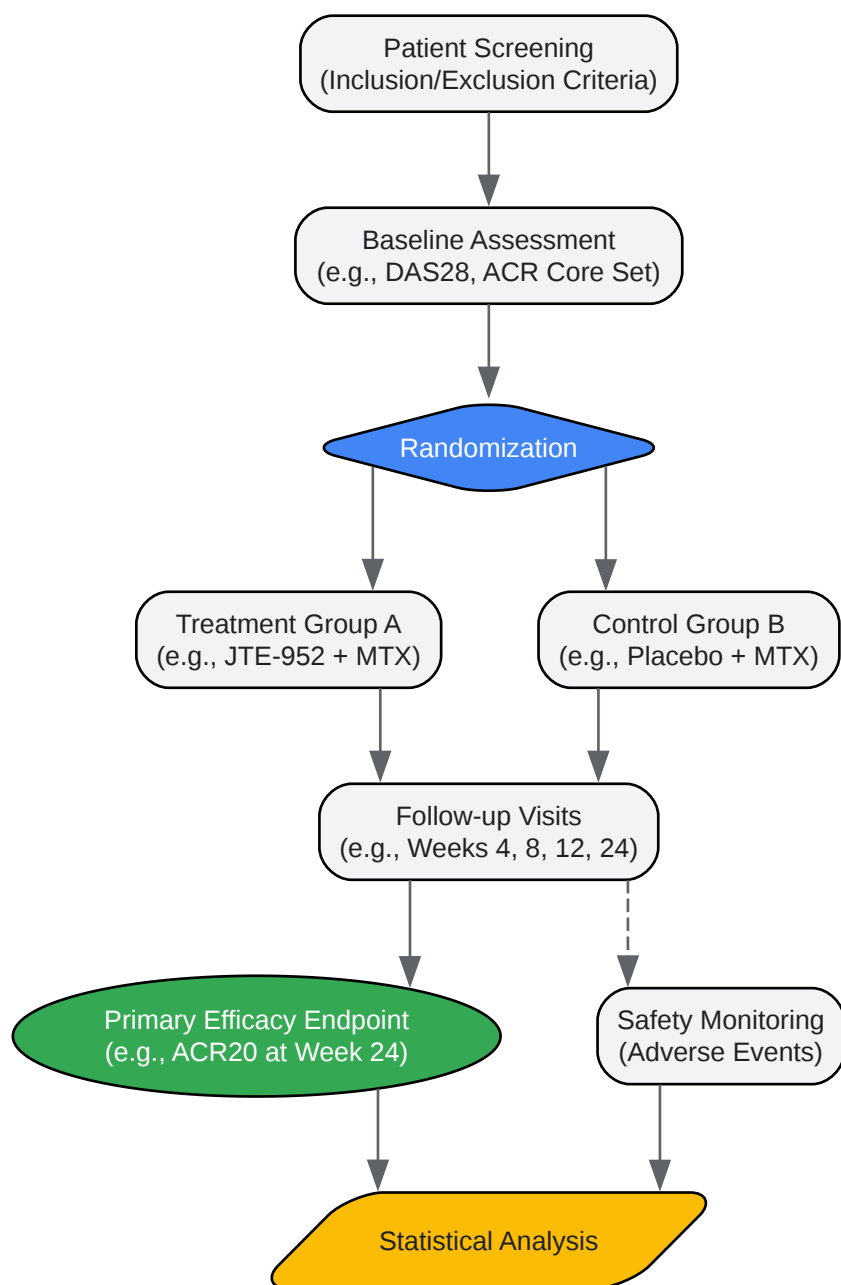 Patient Screening
(Inclusion/Exclusion Criteria)
Baseline Assessment
(e.g., DAS28, ACR Core Set)
Randomization
Treatment Group A
(e.g., JTE-952 + MTX)
Control Group B
(e.g., Placebo + MTX)
Follow-up Visits
(e.g., Weeks 4, 8, 12, 24)
Primary Efficacy Endpoint
(e.g., ACR20 at Week 24)
Safety Monitoring
(Adverse Events)
Statistical Analysis